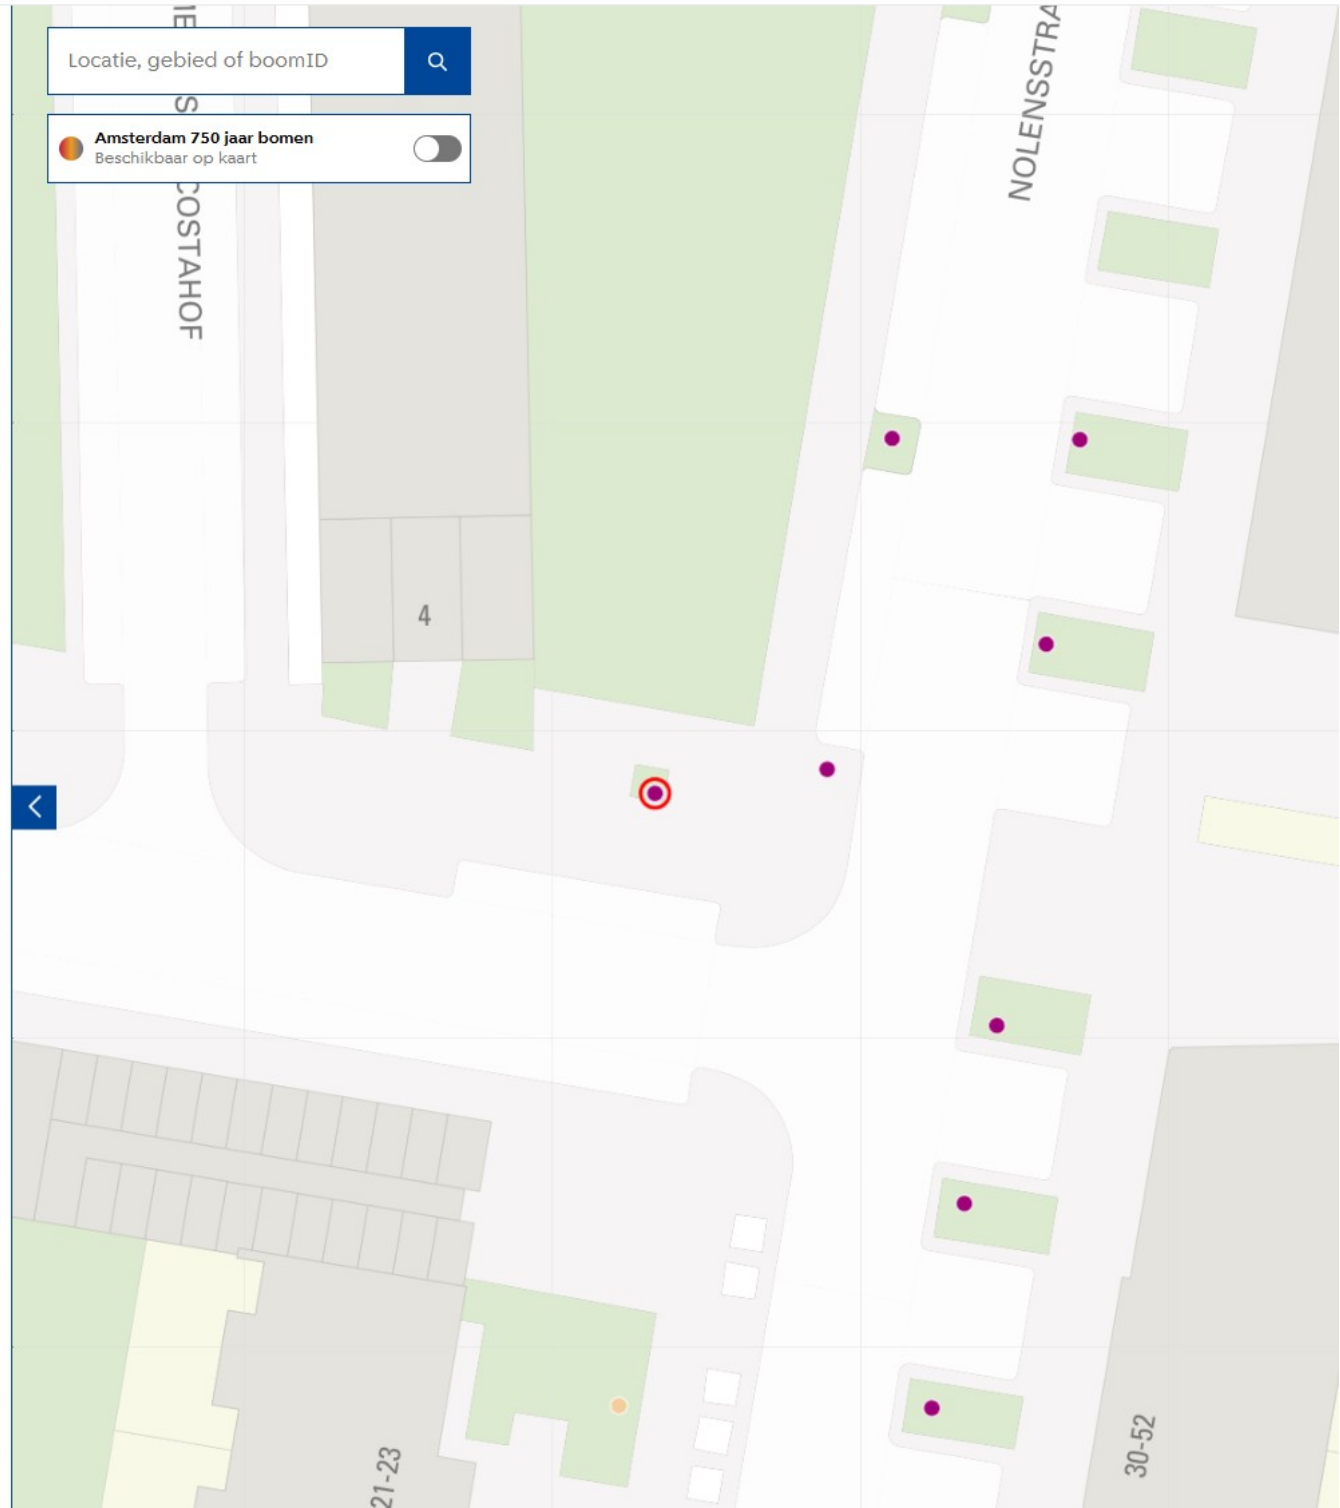 Locatie, gebied of boomID
Amsterdam 750 jaar bomen
Beschikbaar op kaart
COSTAHOF
NOLENSSTRA
4
21-23
30-52